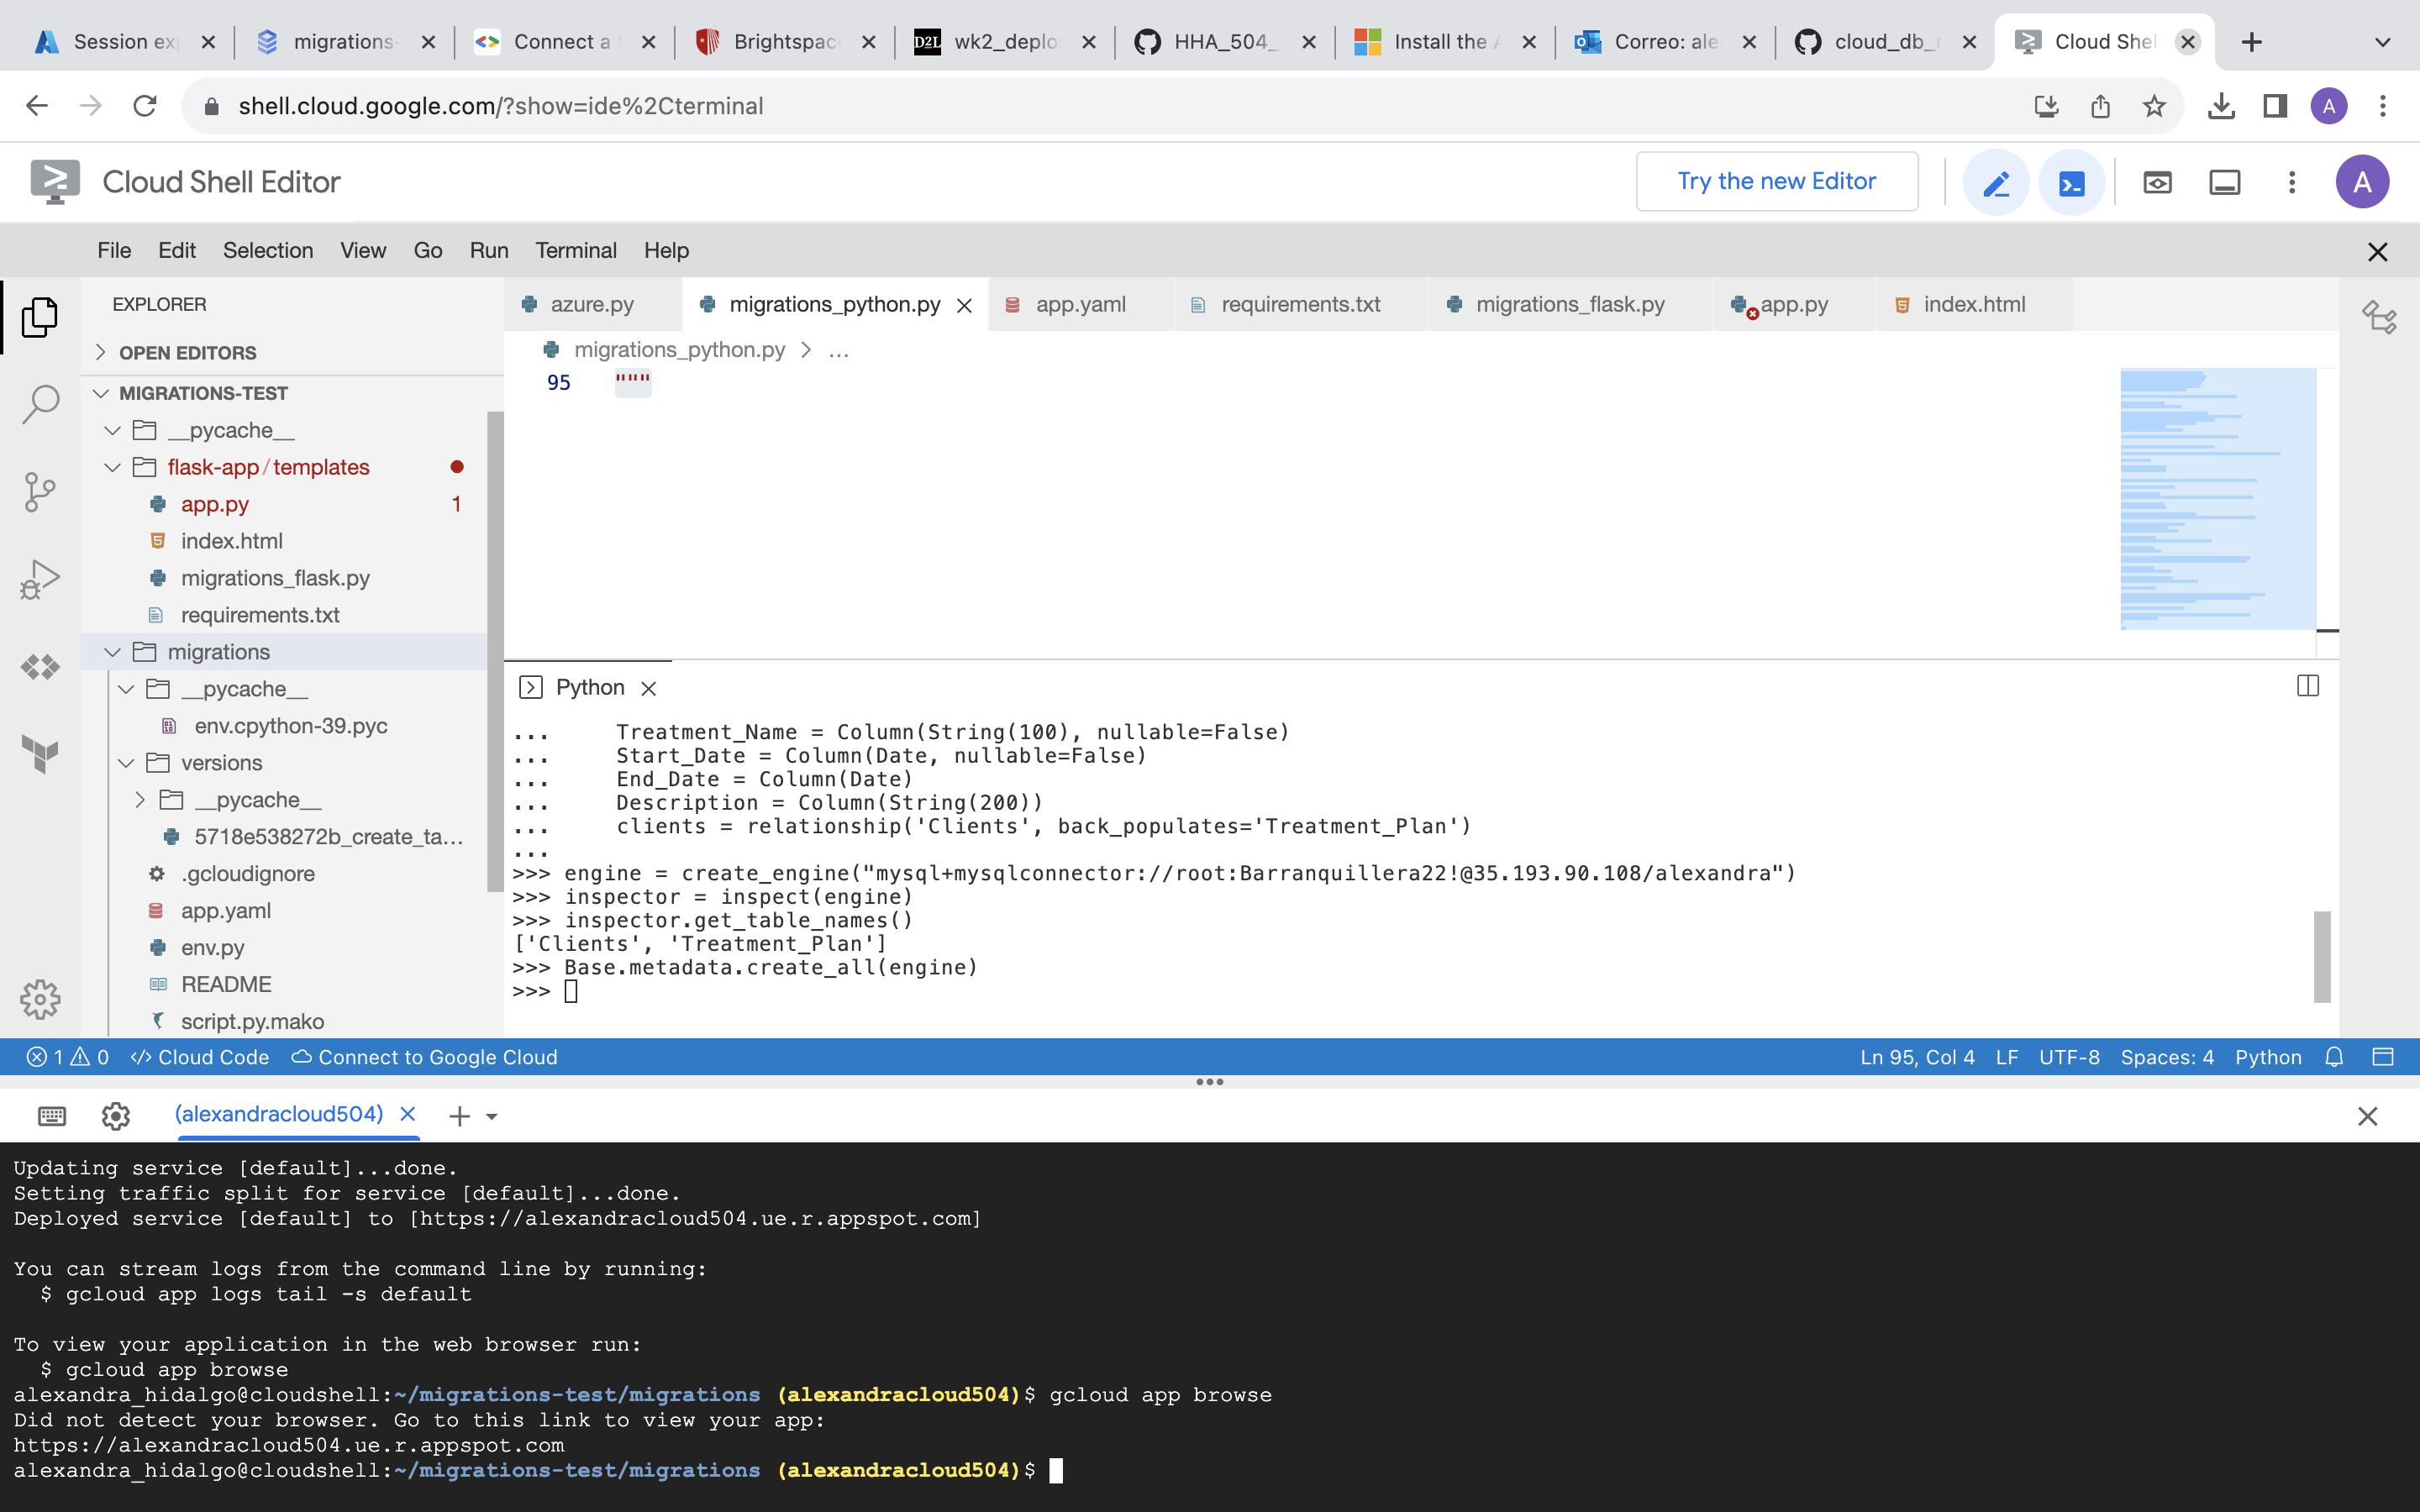 Session ex
migrations-
Connect a
Brightspac
D2L wk2_deplo
HHA_504_
Install the
Correo: ale
cloud_db_
Cloud She
shell.cloud.google.com/?show=ide%2Cterminal
A
Cloud Shell Editor
Try the new Editor
A
File Edit Selection View Go Run Terminal Help
EXPLORER
azure.py
migrations_python.py
app.yaml
requirements.txt
migrations_flask.py
app.py
index.html
OPEN EDITORS
MIGRATIONS-TEST
__pycache__
flask-app/templates
app.py 1
index.html
migrations_flask.py
requirements.txt
migrations
__pycache__
env.cpython-39.pyc
versions
__pycache__
5718e538272b_create_ta...
.gcloudignore
app.yaml
env.py
README
script.py.mako
migrations_python.py > ...
95 """
Python
... Treatment_Name = Column(String(100), nullable=False)
... Start_Date = Column(Date, nullable=False)
... End_Date = Column(Date)
... Description = Column(String(200))
... clients = relationship('Clients', back_populates='Treatment_Plan')
...
>>> engine = create_engine("mysql+mysqlconnector://root:Barranquillera22!@35.193.90.108/alexandra")
>>> inspector = inspect(engine)
>>> inspector.get_table_names()
['Clients', 'Treatment_Plan']
>>> Base.metadata.create_all(engine)
>>>
1 0 Cloud Code Connect to Google Cloud
Ln 95, Col 4 LF UTF-8 Spaces: 4 Python
(alexandracloud504)
Updating service [default]...done.
Setting traffic split for service [default]...done.
Deployed service [default] to [https://alexandracloud504.ue.r.appspot.com]
You can stream logs from the command line by running:
$ gcloud app logs tail -s default
To view your application in the web browser run:
$ gcloud app browse
alexandra_hidalgo@cloudshell:~/migrations-test/migrations (alexandracloud504)$ gcloud app browse
Did not detect your browser. Go to this link to view your app:
https://alexandracloud504.ue.r.appspot.com
alexandra_hidalgo@cloudshell:~/migrations-test/migrations (alexandracloud504)$